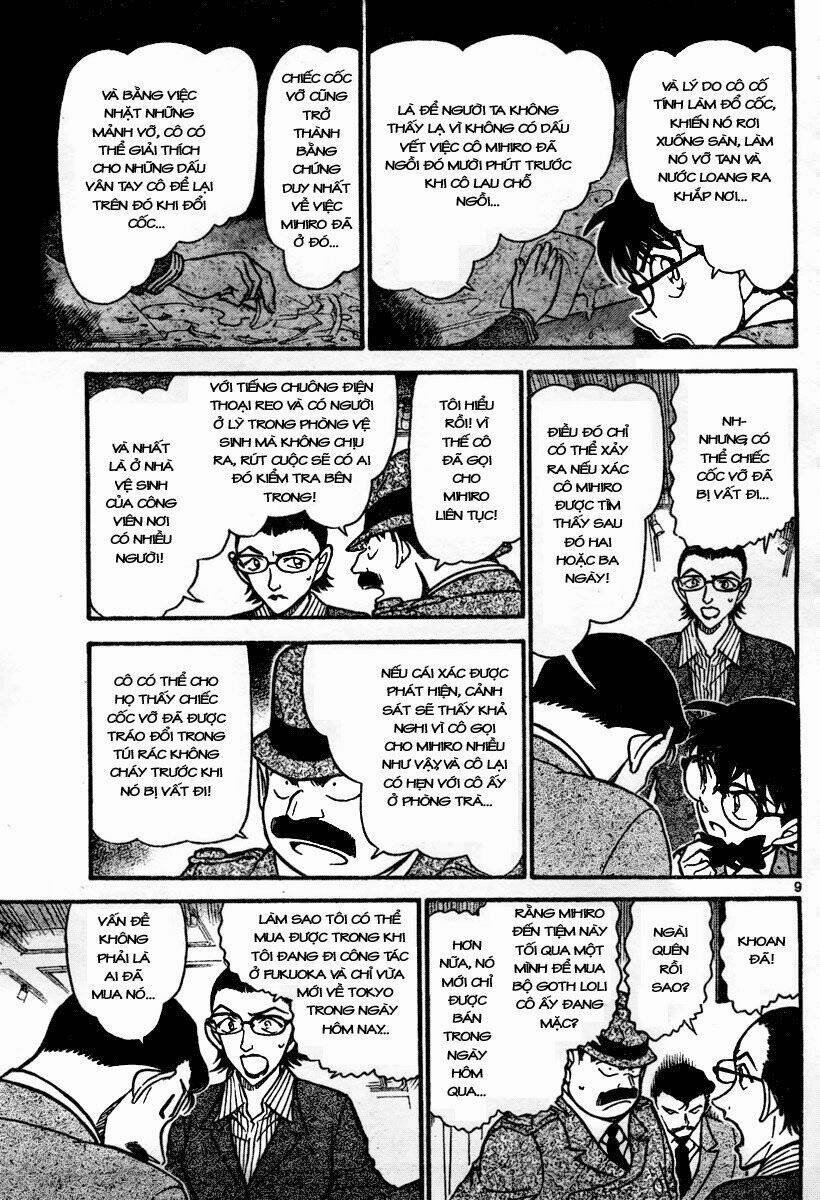 VÀ LÝ DO CÔ CỐ
TÍNH LÀM ĐỔ CỐC,
KHIẾN NÓ RƠI
XUỐNG SÀN, LÀM
NÓ VỠ TAN VÀ
NƯỚC LOANG RA
KHẮP NƠI...
LÀ ĐỂ NGƯỜI TA KHÔNG
THẤY LẠ VÌ KHÔNG CÓ DẤU
VẾT VIỆC CÔ MIHIRO ĐÃ
NGỒI ĐÓ MƯỜI PHÚT TRƯỚC
KHI CÔ LAU CHỖ
NGỒI...
CHIẾC CỐC
VỠ CŨNG
TRỞ
THÀNH
BẰNG
CHỨNG
DUY NHẤT
VỀ VIỆC
MIHIRO ĐÃ
Ở ĐÓ...
VÀ BẰNG VIỆC
NHẶT NHỮNG
MẢNH VỠ, CÔ CÓ
THỂ GIẢI THÍCH
CHO NHỮNG DẤU
VÂN TAY CÔ ĐỂ LẠI
TRÊN ĐÓ KHI ĐỔI
CỐC...
NH-
NHƯNG, CÓ
THỂ CHIẾC
CỐC VỠ ĐÃ
BỊ VẤT ĐI...
ĐIỀU ĐÓ CHỈ
CÓ THỂ XẢY
RA NẾU XÁC
CÔ MIHIRO
ĐƯỢC TÌM
THẤY SAU
ĐÓ HAI
HOẶC BA
NGÀY!
TÔI HIỂU
RỒI! VÌ
THẾ CÔ
ĐÃ GỌI
CHO
MIHIRO
LIÊN TỤC!
VỚI TIẾNG CHUÔNG ĐIỆN
THOẠI REO VÀ CÓ NGƯỜI
Ở LỲ TRONG PHÒNG VỆ
SINH MÀ KHÔNG CHỊU
RA, RÚT CUỘC SẼ CÓ AI
ĐÓ KIỂM TRA BÊN
TRONG!
VÀ NHẤT
LÀ Ở NHÀ
VỆ SINH
CỦA CÔNG
VIÊN NƠI
CÓ NHIỀU
NGƯỜI!
NẾU CÁI XÁC ĐƯỢC
PHÁT HIỆN, CẢNH
SÁT SẼ THẤY KHẢ
NGHI VÌ CÔ GỌI
CHO MIHIRO NHIỀU
NHƯ VẬY, VÀ CÔ LẠI
CÓ HẸN VỚI CÔ ẤY
Ở PHÒNG TRÀ...
CÔ CÓ THỂ CHO
HỌ THẤY CHIẾC
CỐC VỠ ĐÃ ĐƯỢC
TRÁO ĐỔI TRONG
TÚI RÁC KHÔNG
CHÁY TRƯỚC KHI
NÓ BỊ VẤT ĐI!
9
KHOAN
ĐÃ!
NGÀI
QUÊN
RỒI
SAO?
RẰNG MIHIRO
ĐẾN TIỆM NÀY
TỐI QUA MỘT
MÌNH ĐỂ MUA
BỘ GOTH LOLI
CÔ ẤY ĐANG
MẶC?
HƠN
NỮA, NÓ
MỚI CHỈ
ĐƯỢC
BÁN
TRONG
NGÀY
HÔM
QUA...
LÀM SAO TÔI CÓ THỂ
MUA ĐƯỢC TRONG KHI
TÔI ĐANG ĐI CÔNG TÁC
Ở FUKUOKA VÀ CHỈ VỪA
MỚI VỀ TOKYO
TRONG NGÀY
HÔM NAY...
VẤN ĐỀ
KHÔNG
PHẢI LÀ
AI ĐÃ
MUA NÓ...